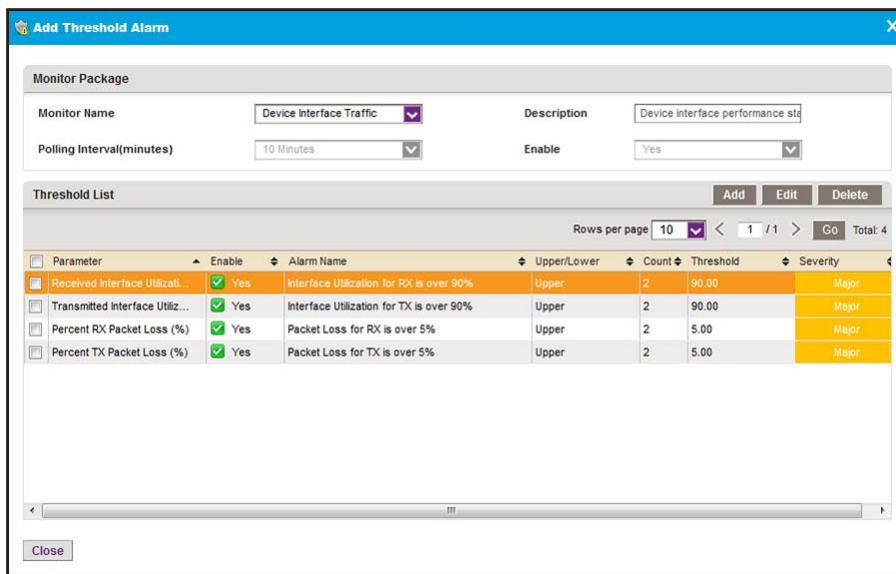 Add Threshold Alarm X
Monitor Package
Monitor Name Device Interface Traffic Description Device interface performance sta
Polling Interval(minutes) 10 Minutes Enable Yes
Threshold List Add Edit Delete
Rows per page 10 < 1 / 1 > Go Total: 4
Parameter Enable Alarm Name Upper/Lower Count Threshold Severity
Received Interface Utilizati... Yes Interface Utilization for RX is over 90% Upper 2 90.00 Major
Transmitted Interface Utiliz... Yes Interface Utilization for TX is over 90% Upper 2 90.00 Major
Percent RX Packet Loss (%) Yes Packet Loss for RX is over 5% Upper 2 5.00 Major
Percent TX Packet Loss (%) Yes Packet Loss for TX is over 5% Upper 2 5.00 Major
Close